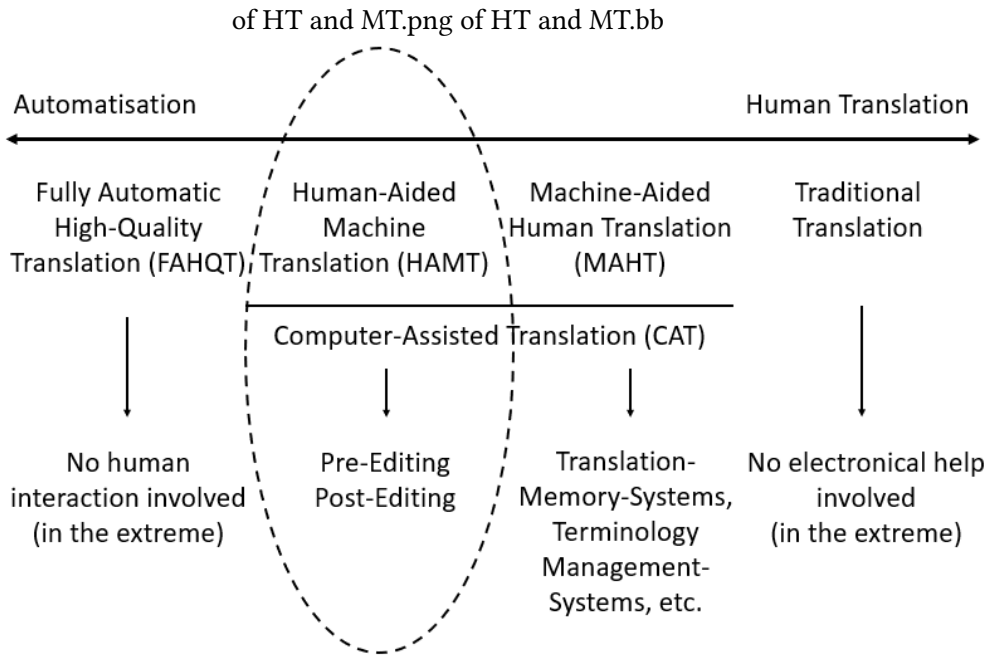 of HT and MT.png of HT and MT.bb
Automatisation
Human Translation
Fully Automatic
High-Quality
Translation (FAHQT)
Human-Aided
Machine
Translation (HAMT)
Machine-Aided
Human Translation
(MAHT)
Traditional
Translation
Computer-Assisted Translation (CAT)
No human
interaction involved
(in the extreme)
Pre-Editing
Post-Editing
Translation-
Memory-Systems,
Terminology
Management-
Systems, etc.
No electronical help
involved
(in the extreme)